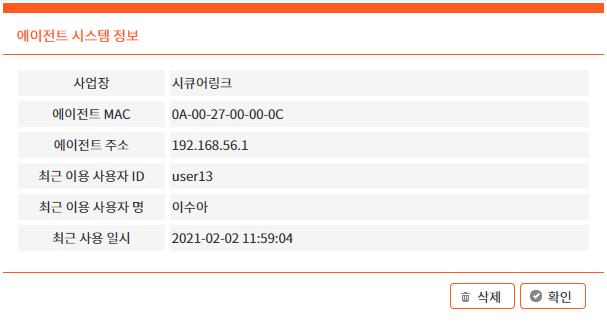 에이전트 시스템 정보
사업장 시큐어링크
에이전트 MAC 0A-00-27-00-00-0C
에이전트 주소 192.168.56.1
최근 이용 사용자 ID user13
최근 이용 사용자 명 이수아
최근 사용 일시 2021-02-02 11:59:04
삭제 확인